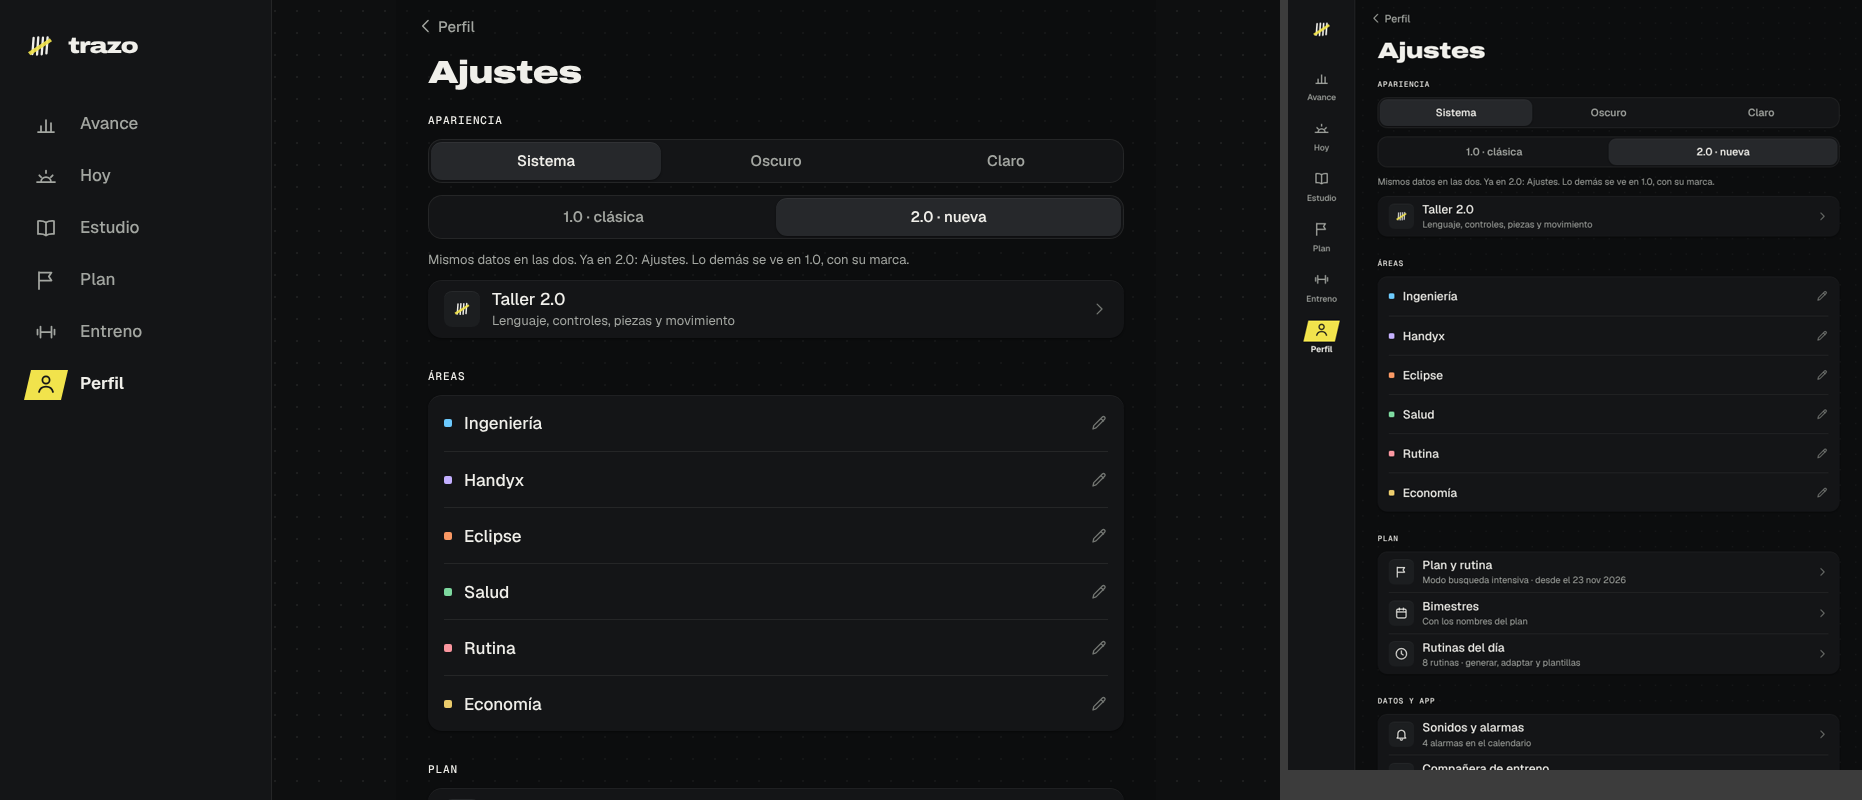 trazo
Avance
Hoy
Estudio
Plan
Entreno
Perfil
Perfil
Ajustes
APARIENCIA
Sistema
Oscuro
Claro
1.0 · clásica
2.0 · nueva
Mismos datos en las dos. Ya en 2.0: Ajustes. Lo demás se ve en 1.0, con su marca.
Taller 2.0
Lenguaje, controles, piezas y movimiento
ÁREAS
Ingeniería
Handyx
Eclipse
Salud
Rutina
Economía
PLAN
Avance
Hoy
Estudio
Plan
Entreno
Perfil
Perfil
Ajustes
APARIENCIA
Sistema
Oscuro
Claro
1.0 · clásica
2.0 · nueva
Mismos datos en las dos. Ya en 2.0: Ajustes. Lo demás se ve en 1.0, con su marca.
Taller 2.0
Lenguaje, controles, piezas y movimiento
ÁREAS
Ingeniería
Handyx
Eclipse
Salud
Rutina
Economía
PLAN
Plan y rutina
Modo busqueda intensiva · desde el 23 nov 2026
Bimestres
Con los nombres del plan
Rutinas del día
8 rutinas · generar, adaptar y plantillas
DATOS Y APP
Sonidos y alarmas
4 alarmas en el calendario
Compañera de entreno